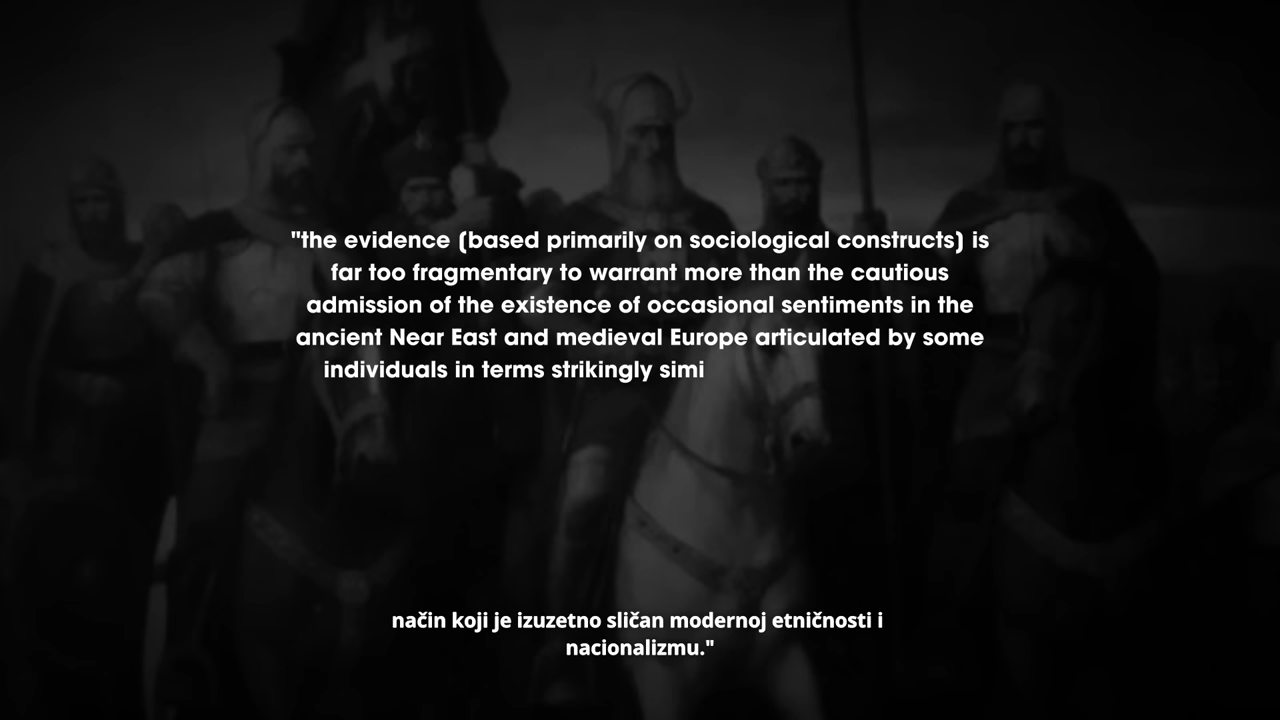 "the evidence (based primarily on sociological constructs) is
far too fragmentary to warrant more than the cautious
admission of the existence of occasional sentiments in the
ancient Near East and medieval Europe articulated by some
individuals in terms strikingly simi
način koji je izuzetno sličan modernoj etničnosti i
nacionalizmu."